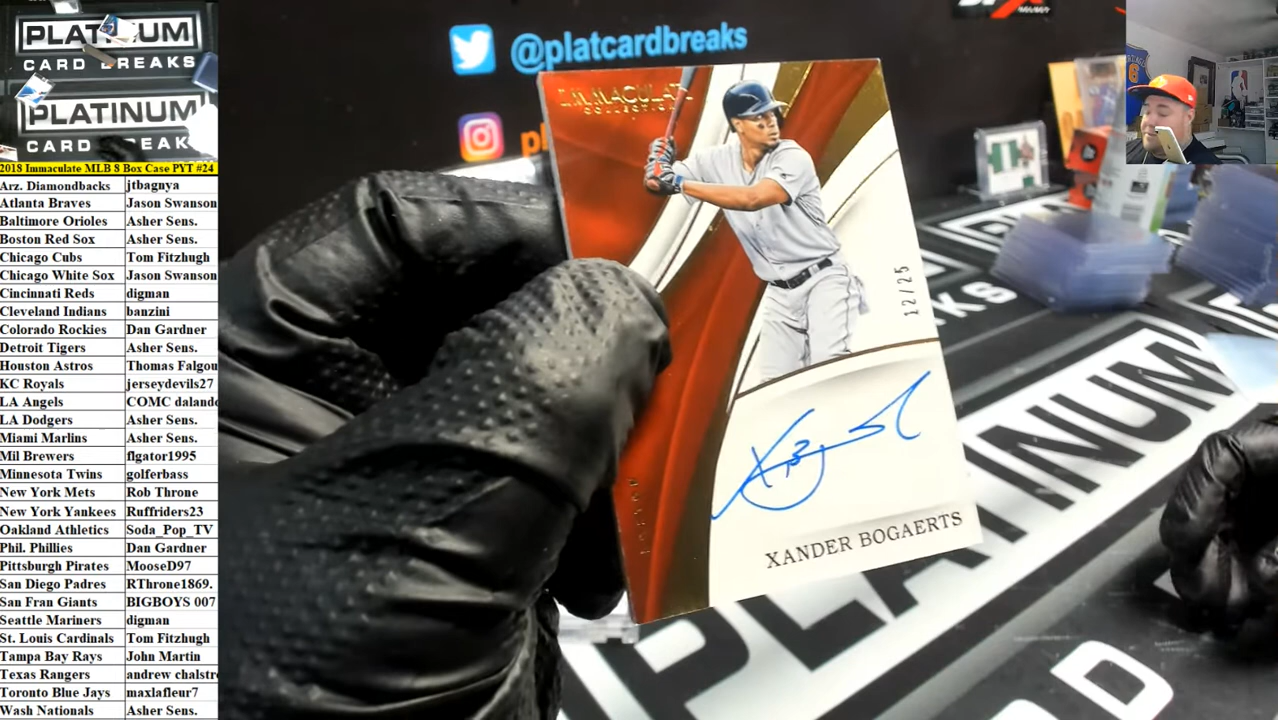 PLATINUM
CARD BREAKS
PLATINUM
BREAK
2018 Immaculate MLB 8 Box Case PYT #24
Arz. Diamondbacks jtbagnya
Atlanta Braves Jason Swanson
Baltimore Orioles Asher Sens.
Boston Red Sox Asher Sens.
Chicago Cubs Tom Fitzhugh
Chicago White Sox Jason Swanson
Cincinnati Reds digman
Cleveland Indians banzini
Colorado Rockies Dan Gardner
Detroit Tigers Asher Sens.
Houston Astros Thomas Falgou
KC Royals jerseydevils27
LA Angels COMC daland
LA Dodgers Asher Sens.
Miami Marlins Asher Sens.
Mil Brewers flgator1995
Minnesota Twins golferbass
New York Mets Rob Throne
New York Yankees Ruffriders23
Oakland Athletics Soda_Pop_TV
Phil. Phillies Dan Gardner
Pittsburgh Pirates MooseD97
San Diego Padres RThrone1869.
San Fran Giants BIGBOYS 007
Seattle Mariners digman
St. Louis Cardinals Tom Fitzhugh
Tampa Bay Rays John Martin
Texas Rangers andrew chalstr
Toronto Blue Jays maxlafleur7
Wash Nationals Asher Sens.
@platcardbreaks
pl
IMMACULATE
COLLECTION
12/25
XANDER BOGAERTS
KS
PLATINUM
RD